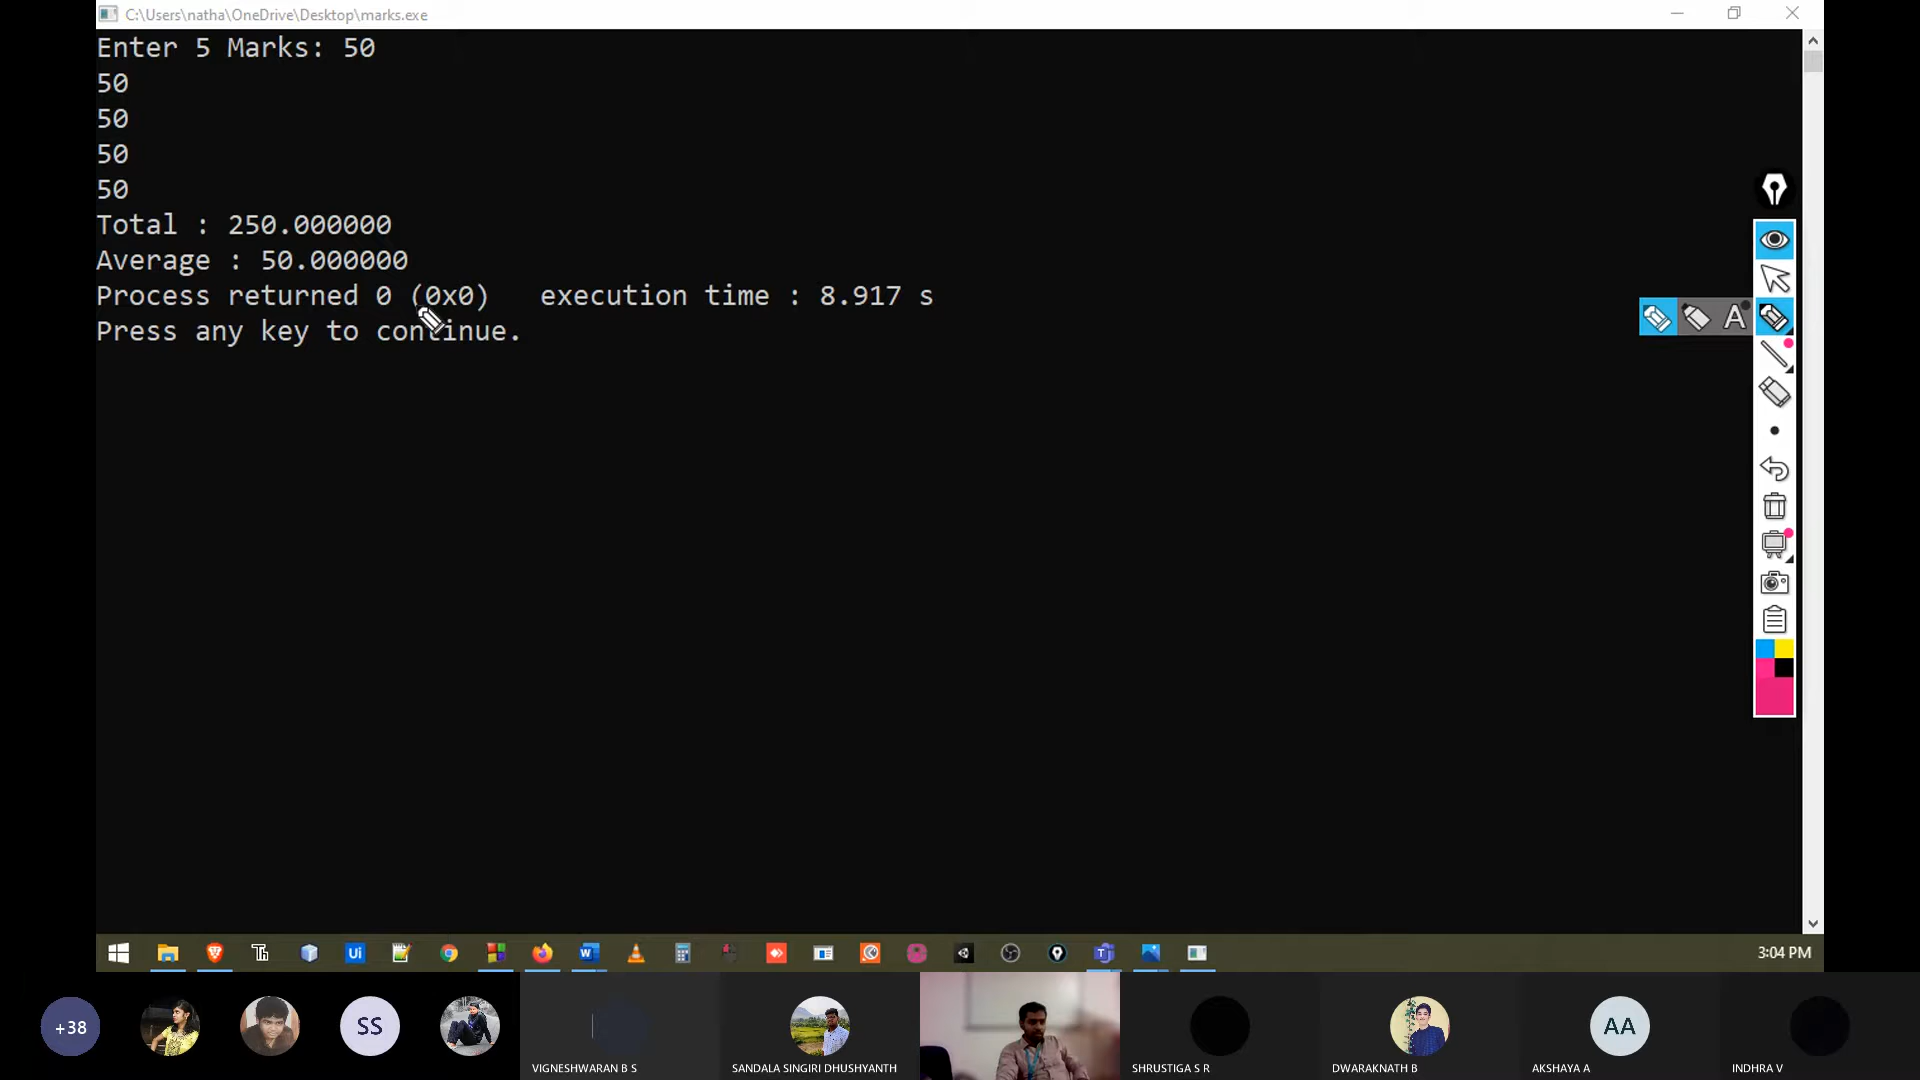 C:\Users\natha\OneDrive\Desktop\marks.exe
Enter 5 Marks: 50
50
50
50
50
Total : 250.000000
Average : 50.000000
Process returned 0 (0x0)   execution time : 8.917 s
Press any key to continue.
A
Ui
3:04 PM
+38
SS
AA
VIGNESHWARAN B S
SANDALA SINGIRI DHUSHYANTH
SHRUSTIGA S R
DWARAKNATH B
AKSHAYA A
INDHRA V